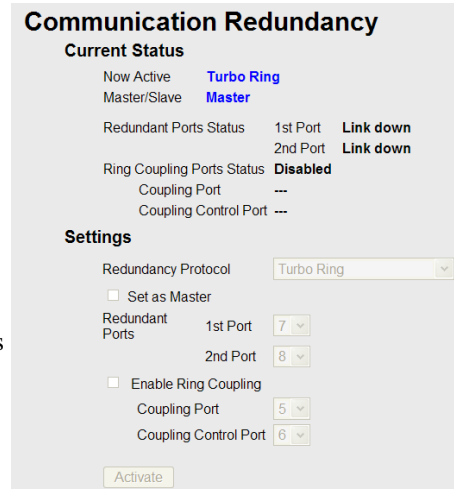 Communication Redundancy
Current Status
Now Active Turbo Ring
Master/Slave Master
Redundant Ports Status 1st Port Link down
2nd Port Link down
Ring Coupling Ports Status Disabled
Coupling Port ---
Coupling Control Port ---
Settings
Redundancy Protocol Turbo Ring
Set as Master
Redundant Ports 1st Port 7
s
2nd Port 8
Enable Ring Coupling
Coupling Port 5
Coupling Control Port 6
Activate